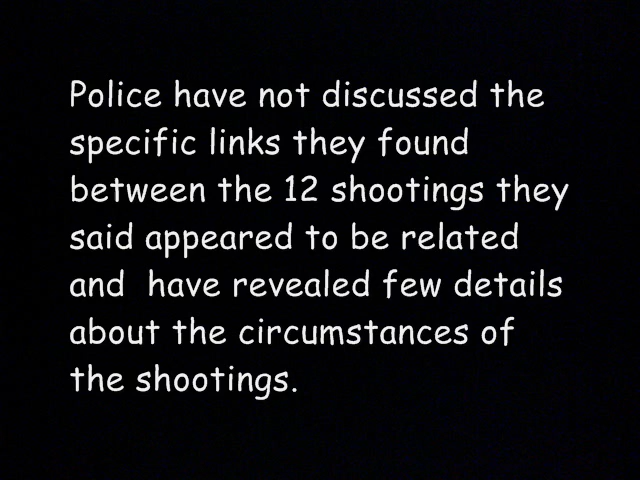 Police have not discussed the
specific links they found
between the 12 shootings they
said appeared to be related
and  have revealed few details
about the circumstances of
the shootings.